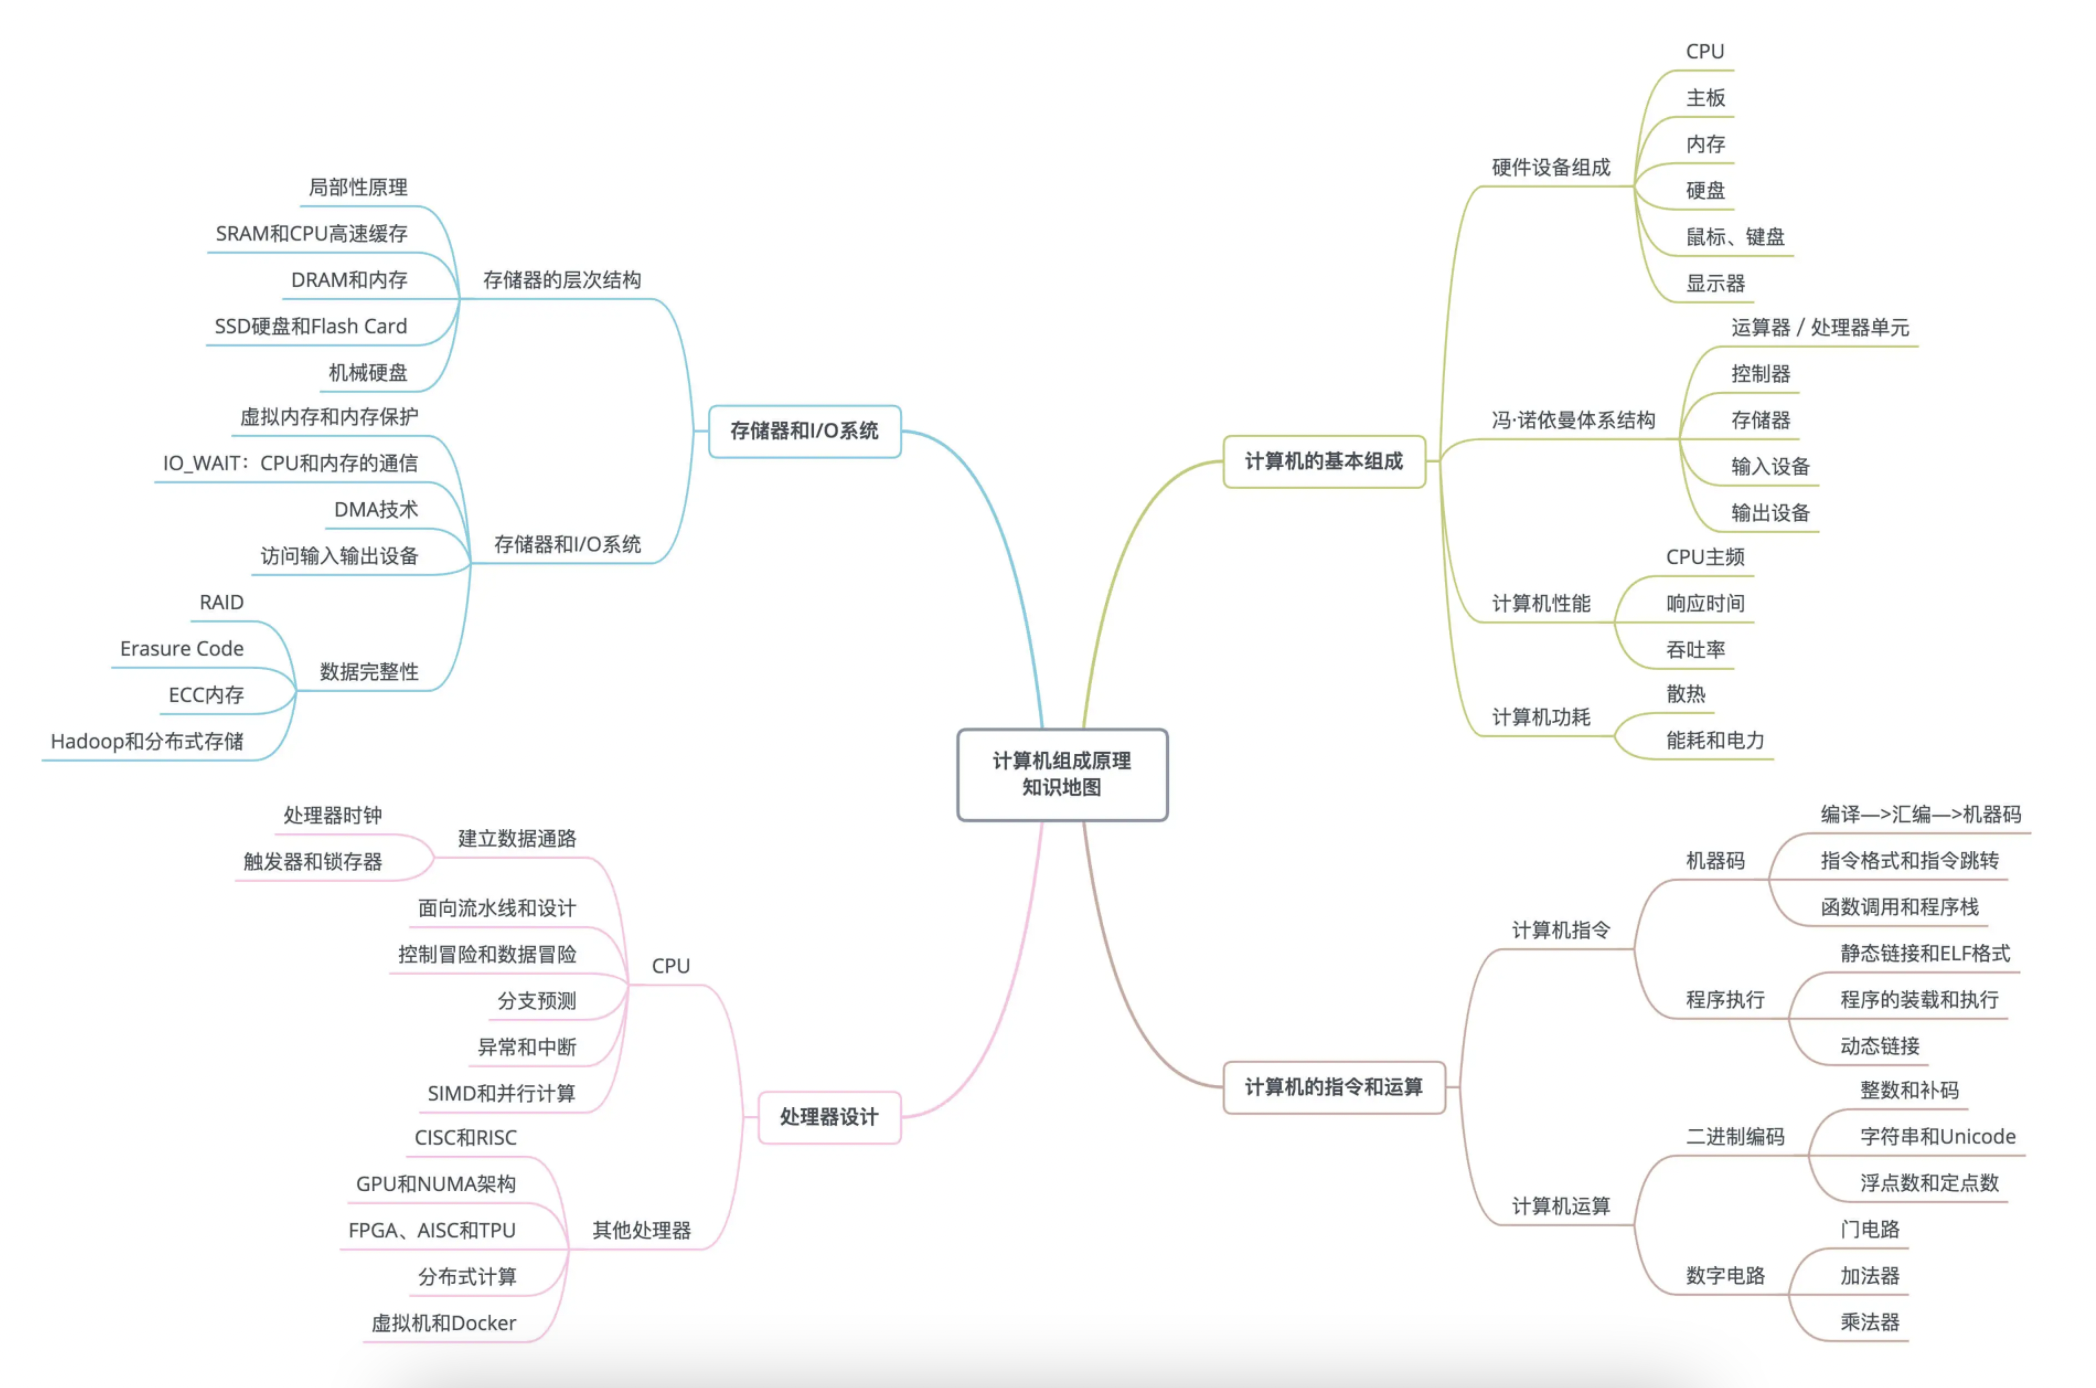 计算机组成原理
知识地图
计算机的基本组成
硬件设备组成
CPU
主板
内存
硬盘
鼠标、键盘
显示器
冯·诺依曼体系结构
运算器 / 处理器单元
控制器
存储器
输入设备
输出设备
计算机性能
CPU主频
响应时间
吞吐率
计算机功耗
散热
能耗和电力
计算机的指令和运算
计算机指令
机器码
编译—>汇编—>机器码
指令格式和指令跳转
函数调用和程序栈
程序执行
静态链接和ELF格式
程序的装载和执行
动态链接
计算机运算
二进制编码
整数和补码
字符串和Unicode
浮点数和定点数
数字电路
门电路
加法器
乘法器
存储器和I/O系统
存储器的层次结构
局部性原理
SRAM和CPU高速缓存
DRAM和内存
SSD硬盘和Flash Card
机械硬盘
存储器和I/O系统
虚拟内存和内存保护
IO_WAIT：CPU和内存的通信
DMA技术
访问输入输出设备
数据完整性
RAID
Erasure Code
ECC内存
Hadoop和分布式存储
处理器设计
CPU
建立数据通路
处理器时钟
触发器和锁存器
面向流水线和设计
控制冒险和数据冒险
分支预测
异常和中断
SIMD和并行计算
其他处理器
CISC和RISC
GPU和NUMA架构
FPGA、AISC和TPU
分布式计算
虚拟机和Docker